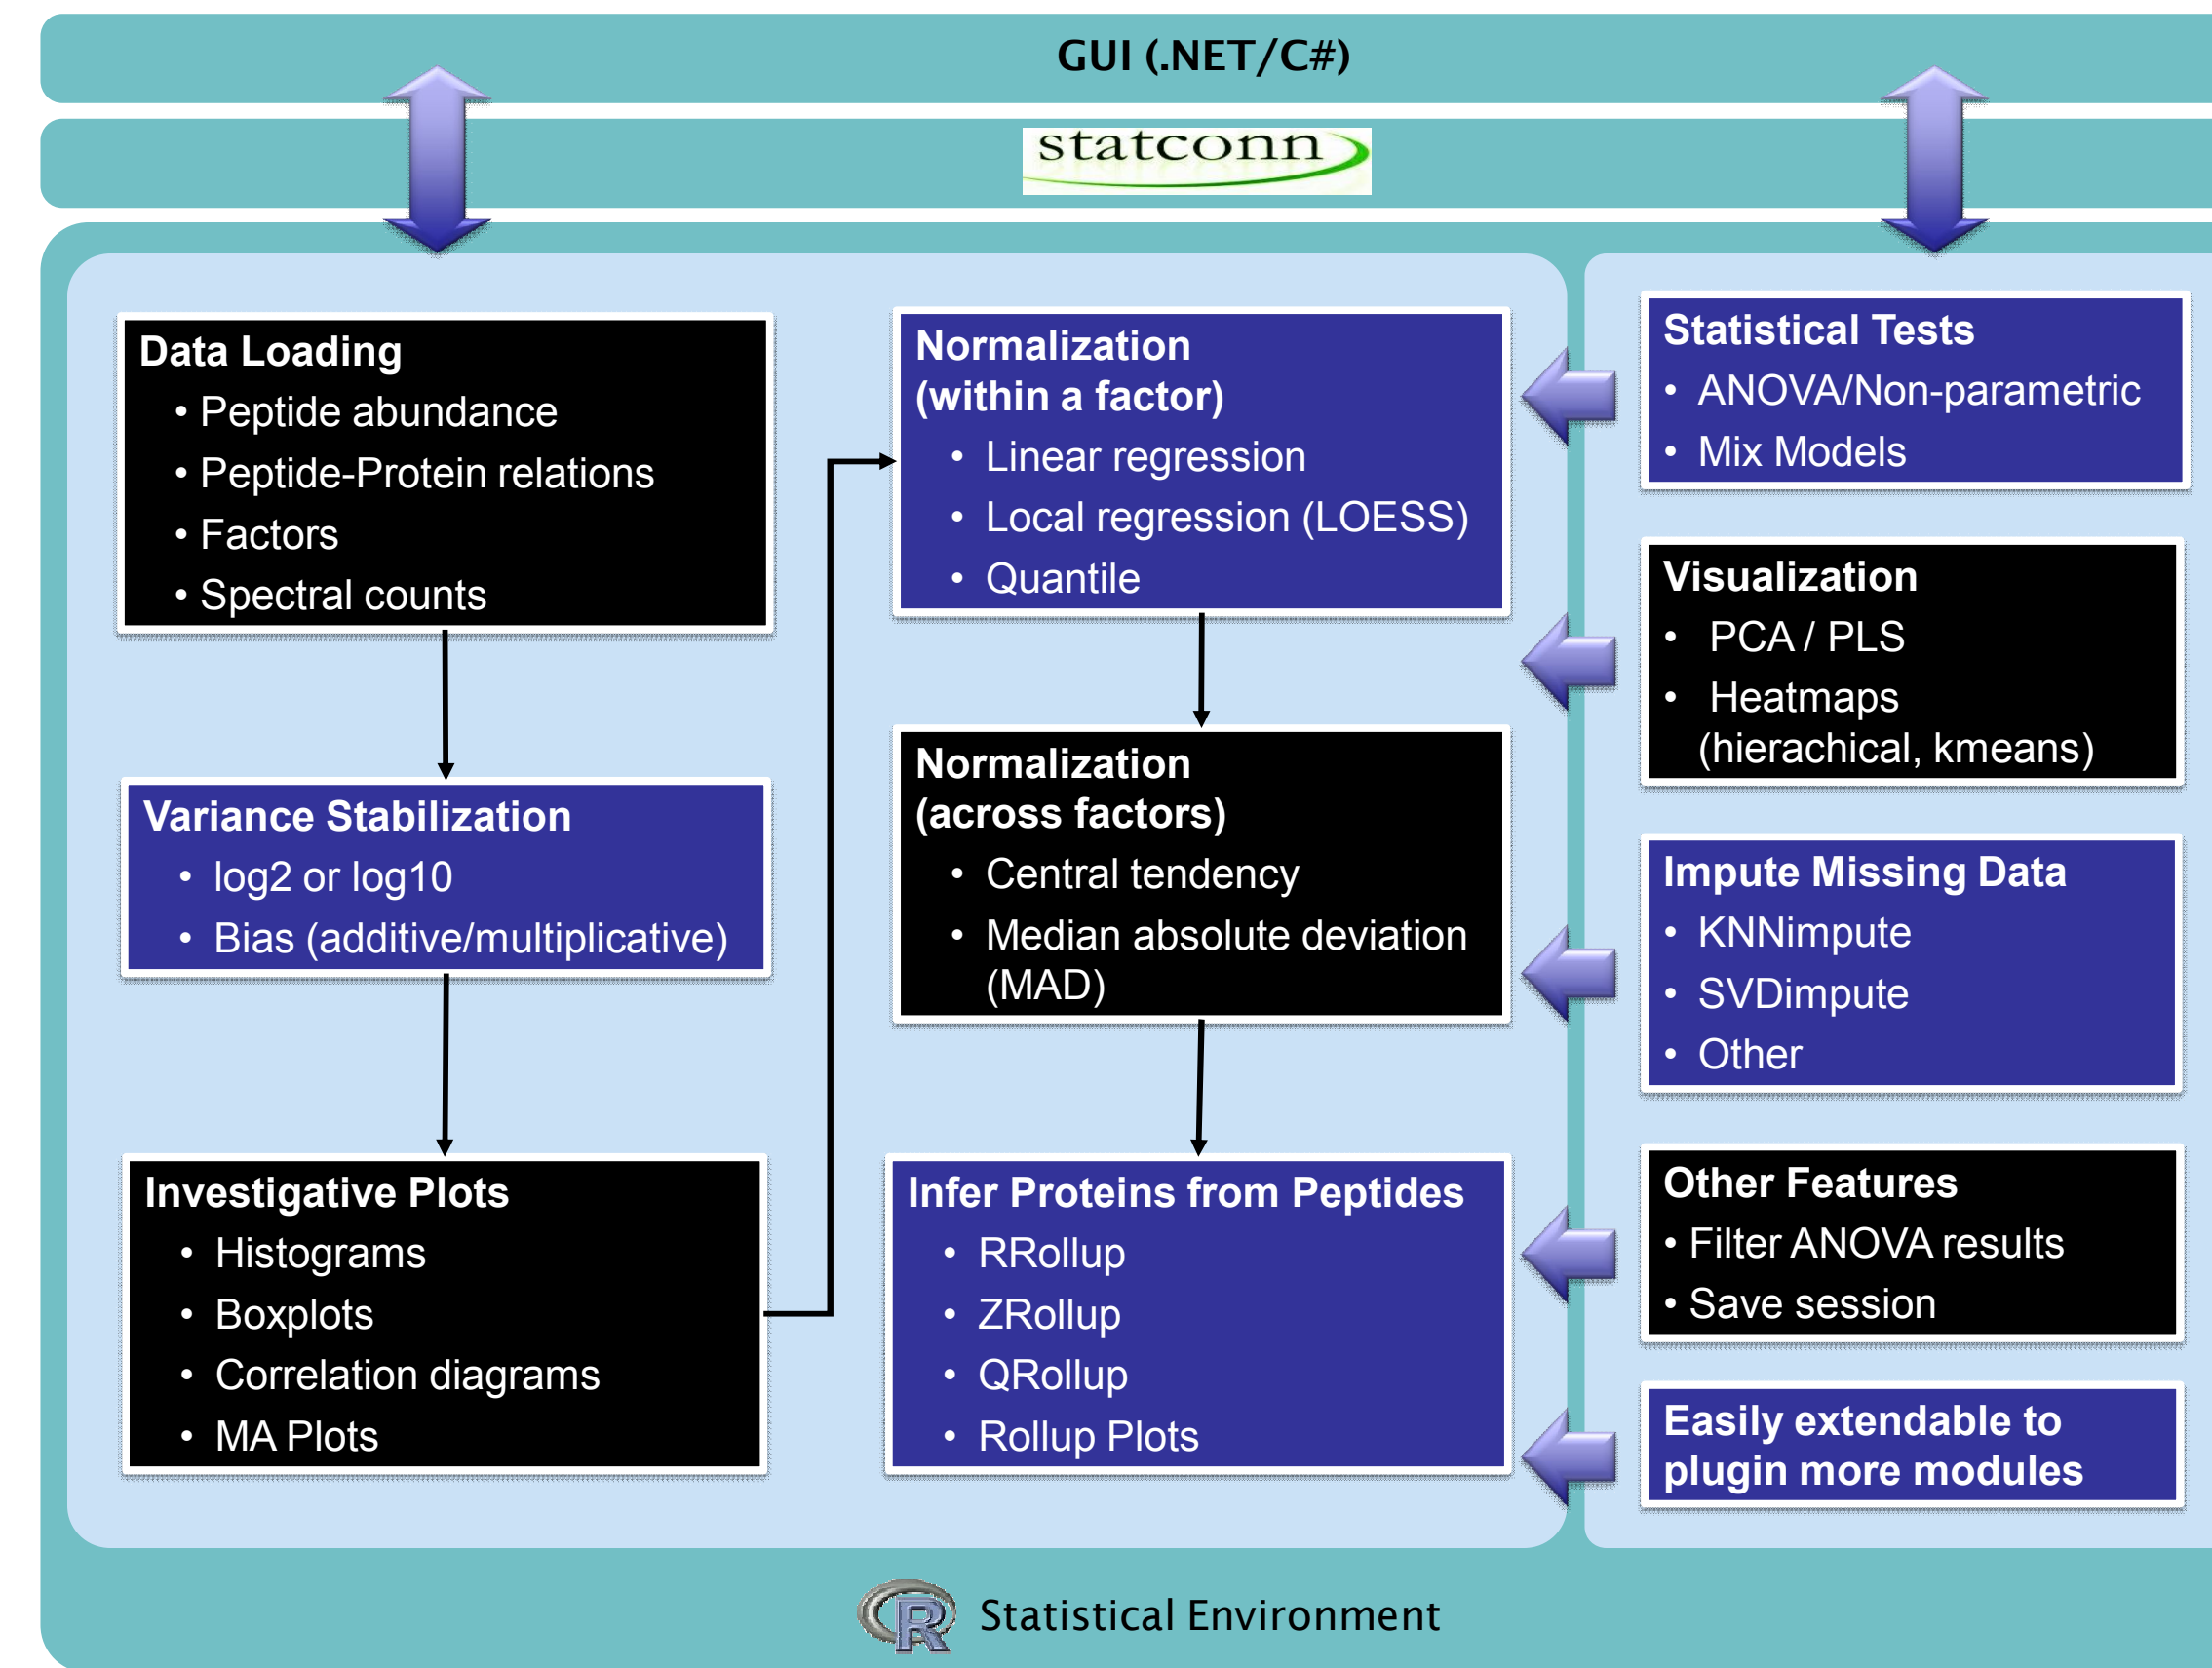 GUI (.NET/C#)
statconn
Data Loading
• Peptide abundance
• Peptide-Protein relations
• Factors
• Spectral counts
Variance Stabilization
• log2 or log10
• Bias (additive/multiplicative)
Investigative Plots
• Histograms
• Boxplots
• Correlation diagrams
• MA Plots
Normalization
(within a factor)
• Linear regression
• Local regression (LOESS)
• Quantile
Normalization
(across factors)
• Central tendency
• Median absolute deviation
(MAD)
Infer Proteins from Peptides
• RRollup
• ZRollup
• QRollup
• Rollup Plots
Statistical Tests
• ANOVA/Non-parametric
• Mix Models
Visualization
• PCA / PLS
• Heatmaps
(hierachical, kmeans)
Impute Missing Data
• KNNimpute
• SVDimpute
• Other
Other Features
• Filter ANOVA results
• Save session
Easily extendable to
plugin more modules
R Statistical Environment